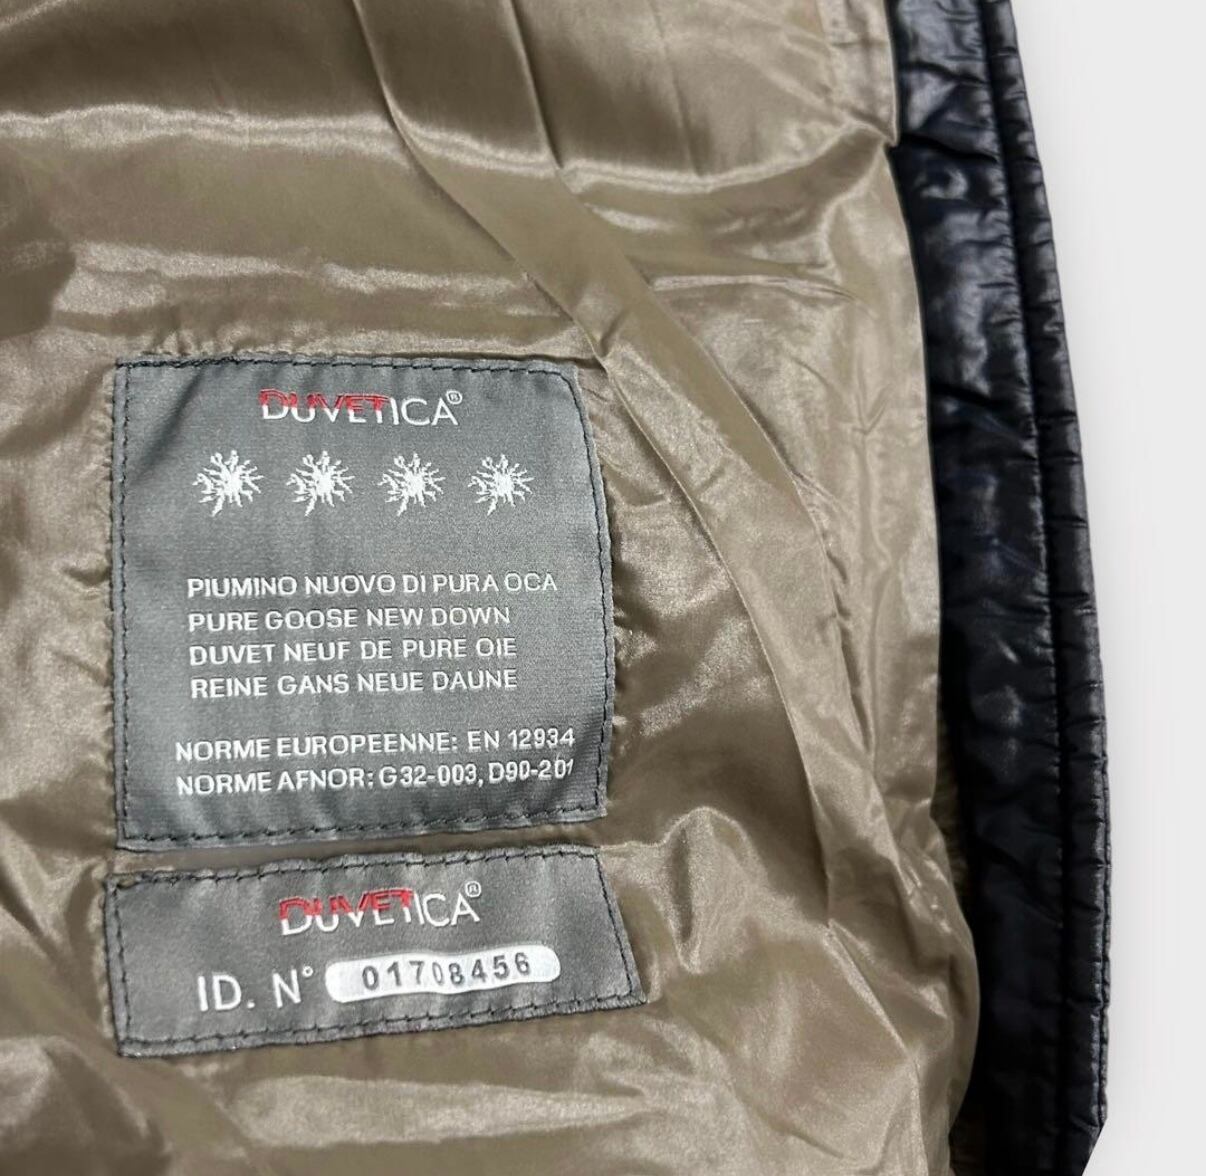 DUVETICA®
PIUMINO NUOVO DI PURA OCA
PURE GOOSE NEW DOWN
DUVET NEUF DE PURE OIE
REINE GANS NEUE DAUNE
NORME EUROPEENNE: EN 12934
NORME AFNOR: G32-003, D90-201
DUVETICA®
ID. N° 01708456